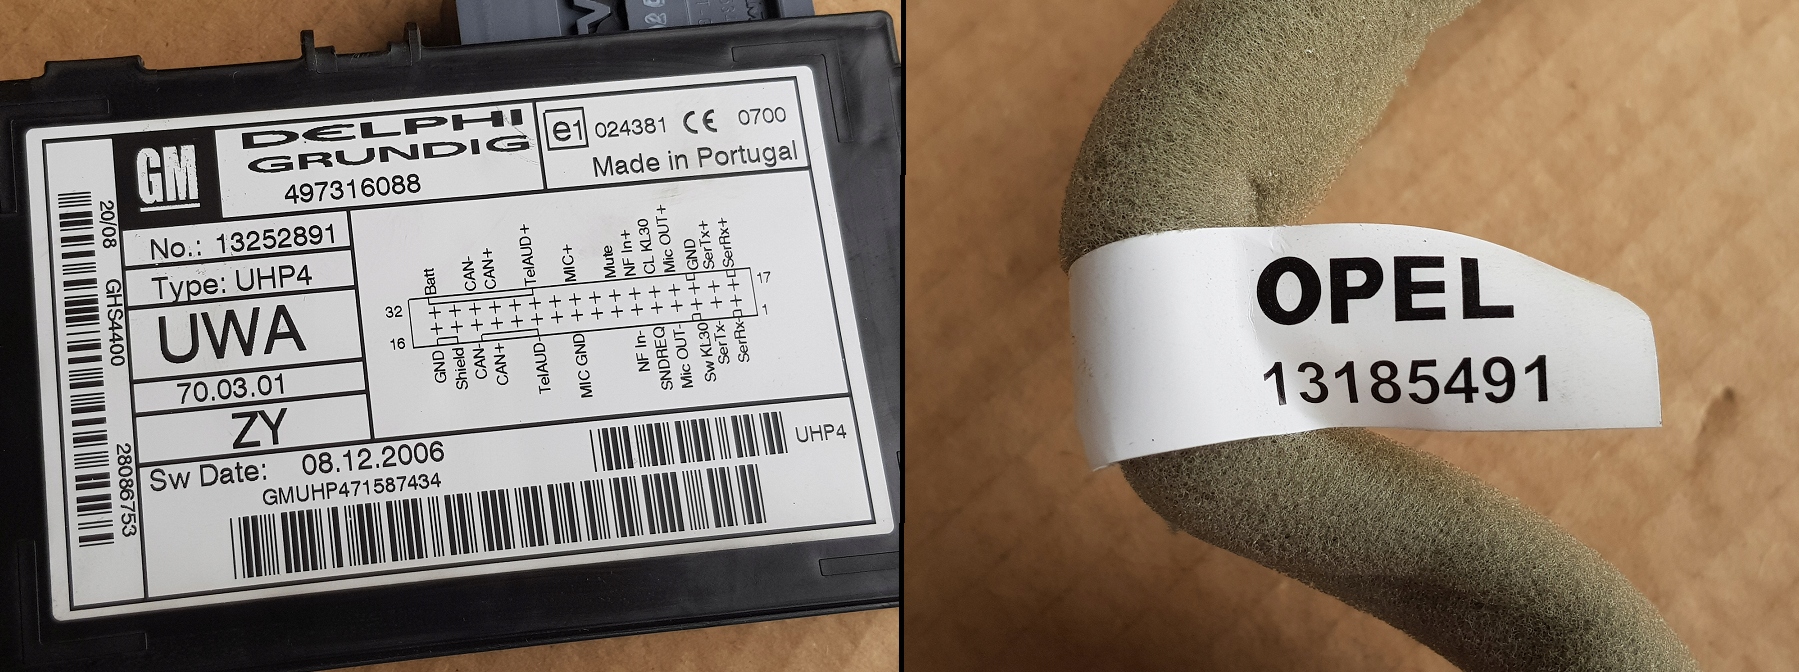 DELPHI
GRUNDIG
GM
497316088
e1 024381 CE 0700
Made in Portugal
No.: 13252891
Type: UHP4
UWA
70.03.01
ZY
Sw Date: 08.12.2006
GMUHP471587434
UHP4
20/08 GHS44400 28086753
Batt
CAN-
CAN+
TelAUD+
MIC+
Mute
NF In+
CL KL30
Mic OUT+
GND
SerTx+
SerRx+
32
17
16
1
GND
Shield
CAN-
CAN+
TelAUD-
MIC GND
NF In-
SNDREQ
Mic OUT-
Sw KL30
SerTx-
SerRx-
OPEL
13185491